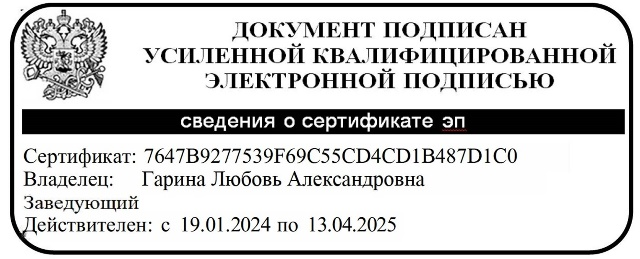 ДОКУМЕНТ ПОДПИСАН
УСИЛЕННОЙ КВАЛИФИЦИРОВАННОЙ
ЭЛЕКТРОННОЙ ПОДПИСЬЮ
сведения о сертификате эп
Сертификат: 7647B9277539F69C55CD4CD1B487D1C0
Владелец: Гарина Любовь Александровна
Заведующий
Действителен: с 19.01.2024 по 13.04.2025